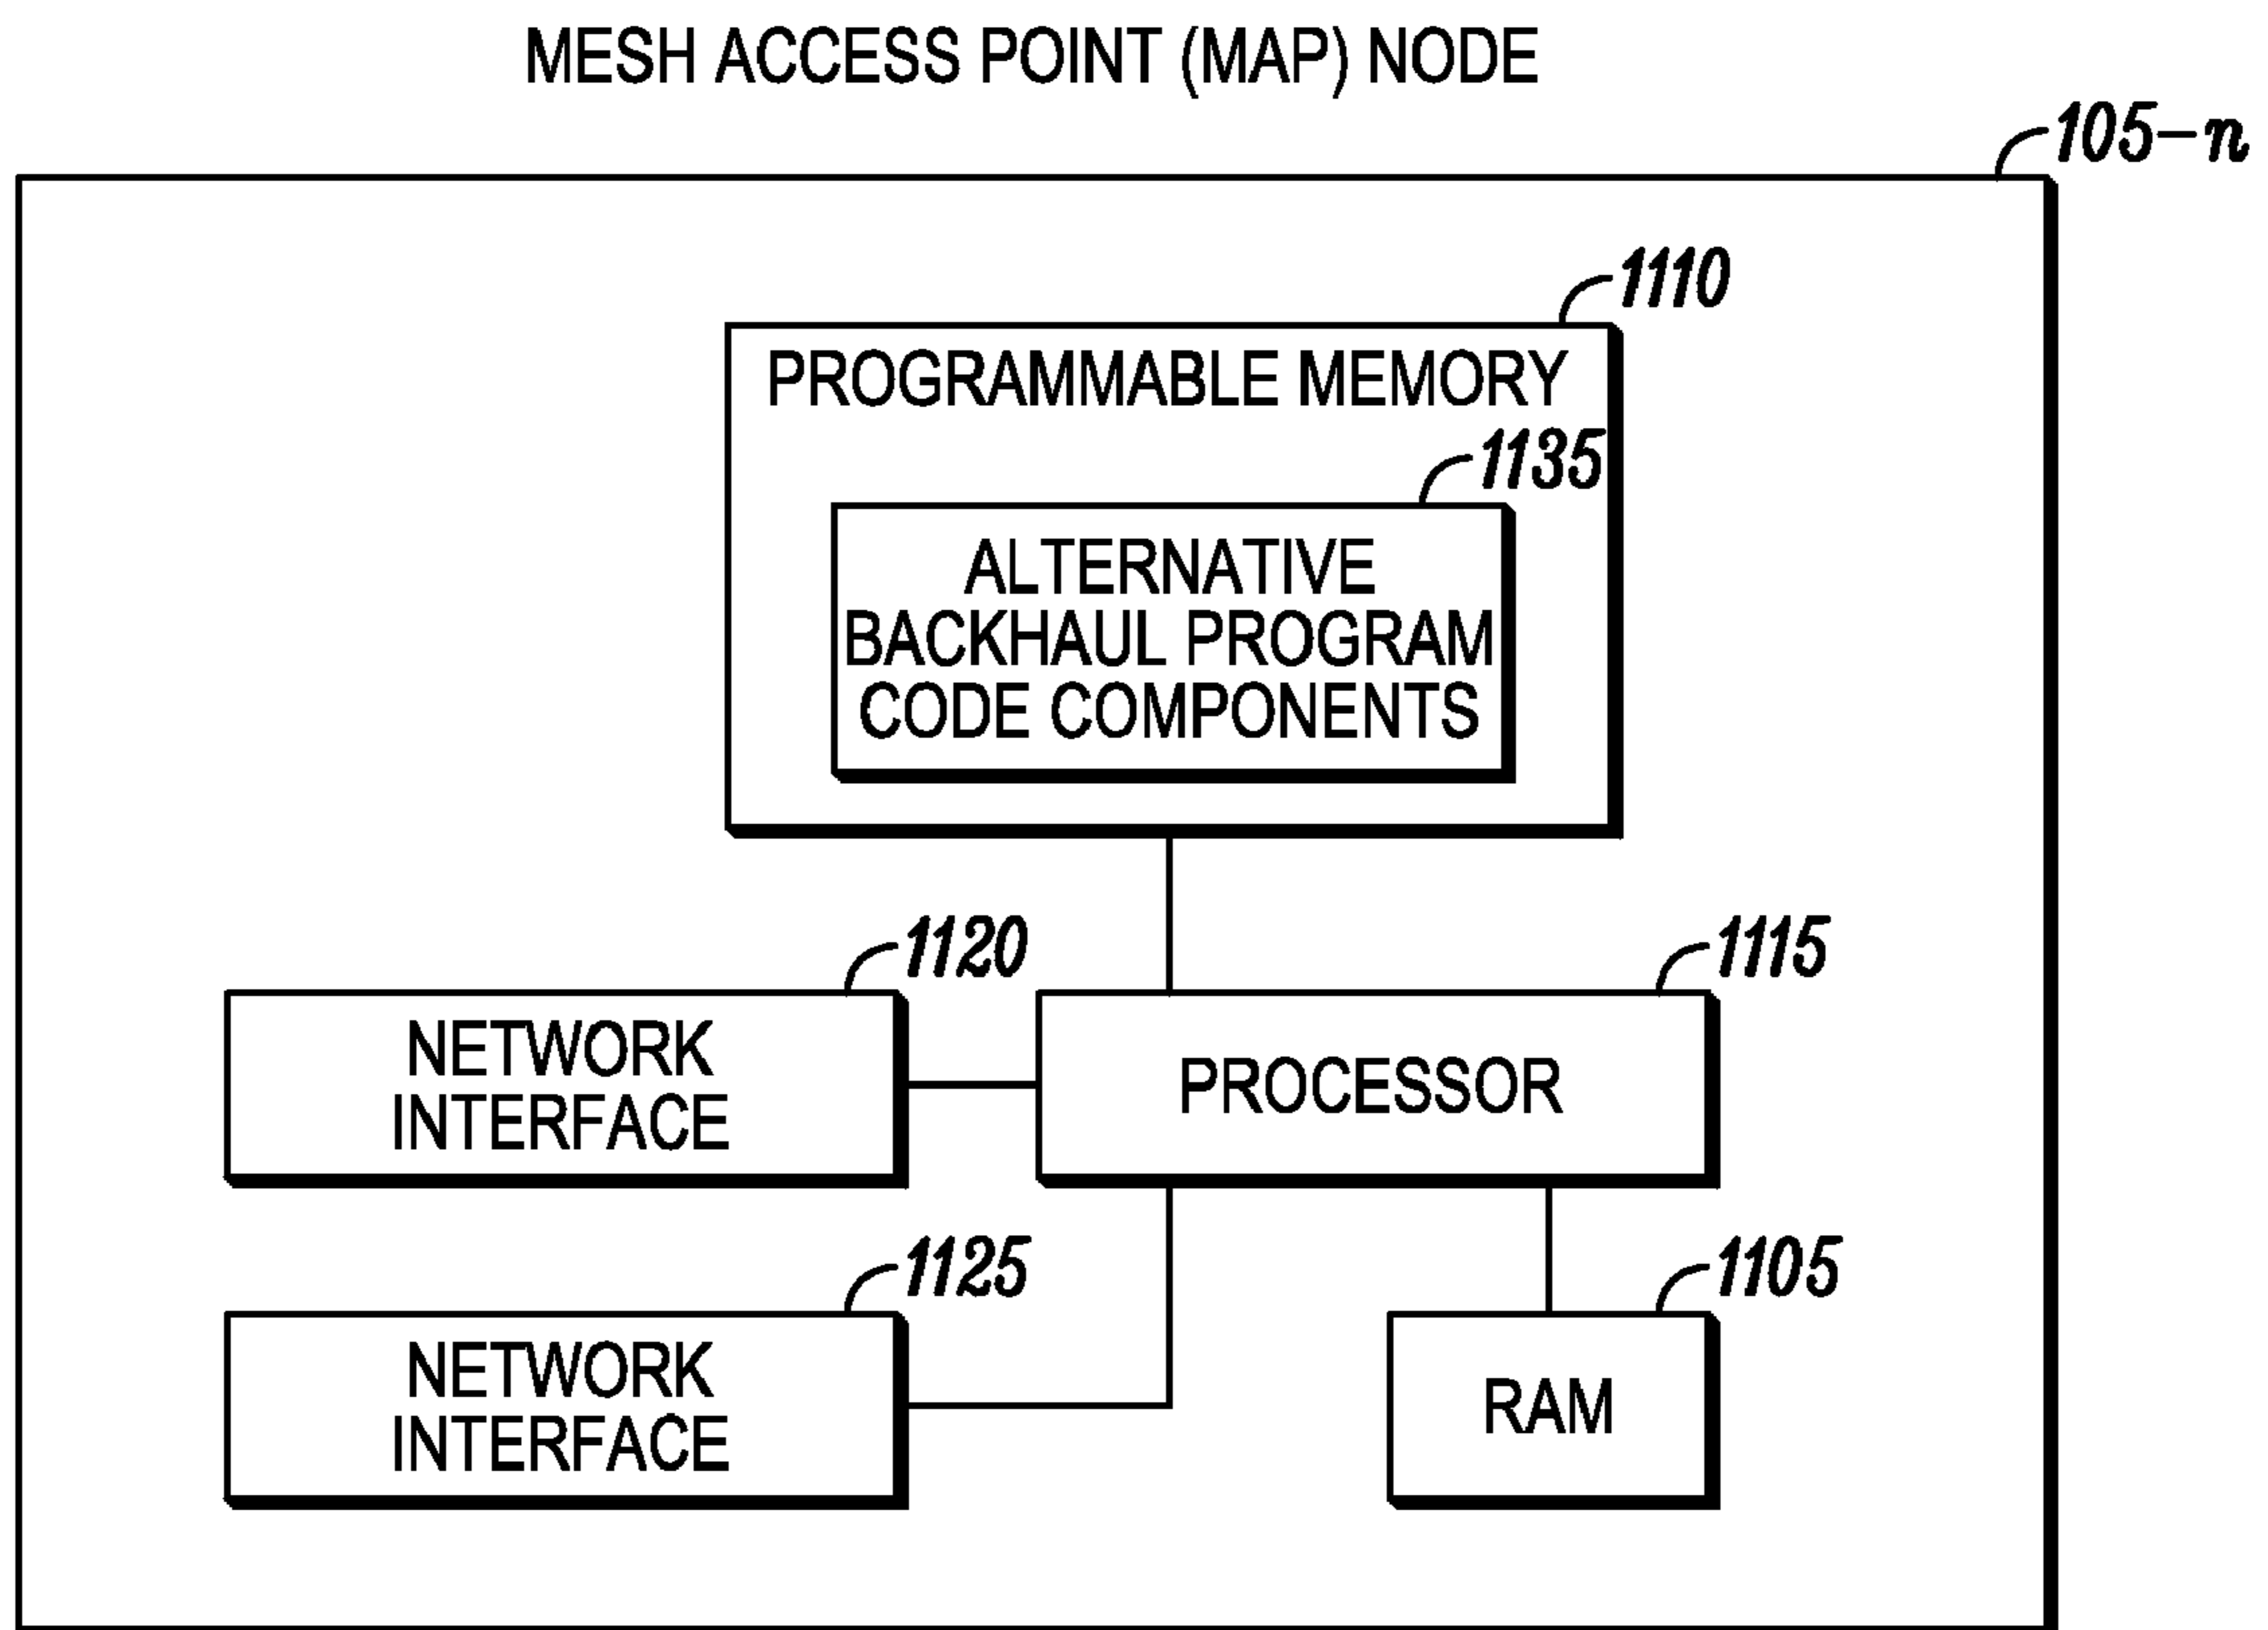 MESH ACCESS POINT (MAP) NODE
105-n
1110
PROGRAMMABLE MEMORY
1135
ALTERNATIVE
BACKHAUL PROGRAM
CODE COMPONENTS
1120
1115
NETWORK
INTERFACE
PROCESSOR
1125
1105
NETWORK
INTERFACE
RAM